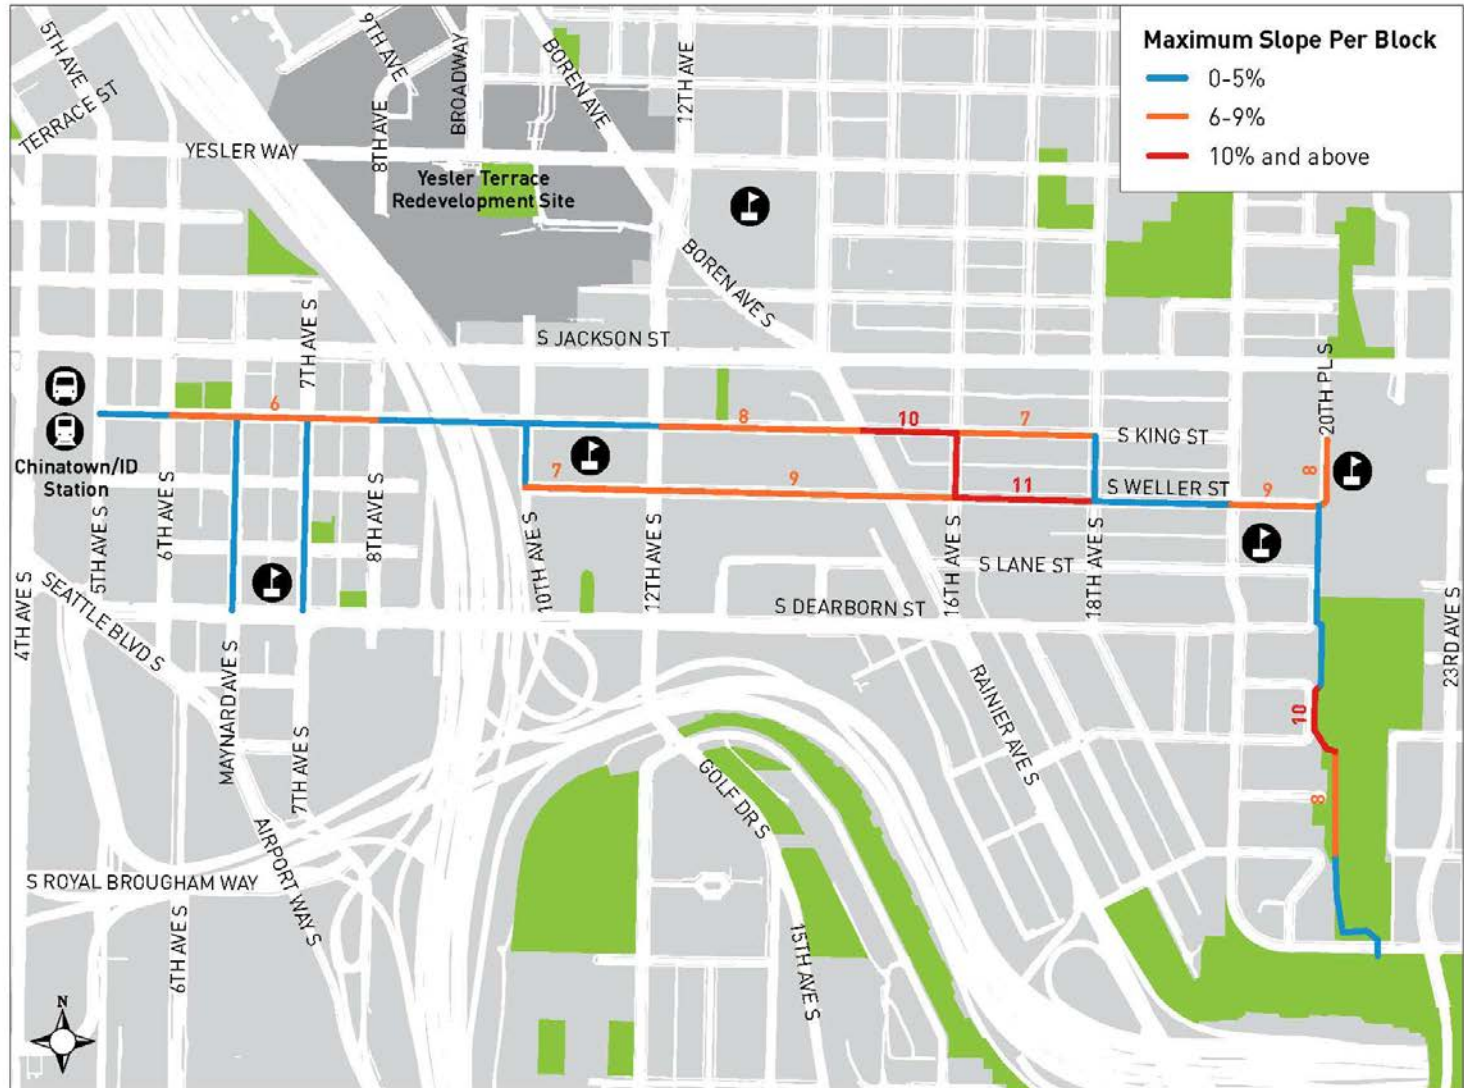 Maximum Slope Per Block
0-5%
6-9%
10% and above
5TH AVE
TERRACE ST
9TH AVE
8TH AVE
BROADWAY
BOREN AVE
12TH AVE
YESLER WAY
Yesler Terrace
Redevelopment Site
BOREN AVE S
7TH AVE S
S JACKSON ST
20TH PL S
6
8
10
7
S KING ST
Chinatown/ID
Station
7
9
11
S WELLER ST
9
8
5TH AVE S
6TH AVE S
8TH AVE S
10TH AVE S
12TH AVE S
16TH AVE S
18TH AVE S
S LANE ST
S DEARBORN ST
4TH AVE S
SEATTLE BLVD S
MAYNARD AVE S
7TH AVE S
RAINIER AVE S
23RD AVE S
10
8
GOLF DR S
AIRPORT WAY S
S ROYAL BROUGHAM WAY
6TH AVE S
15TH AVE S
N